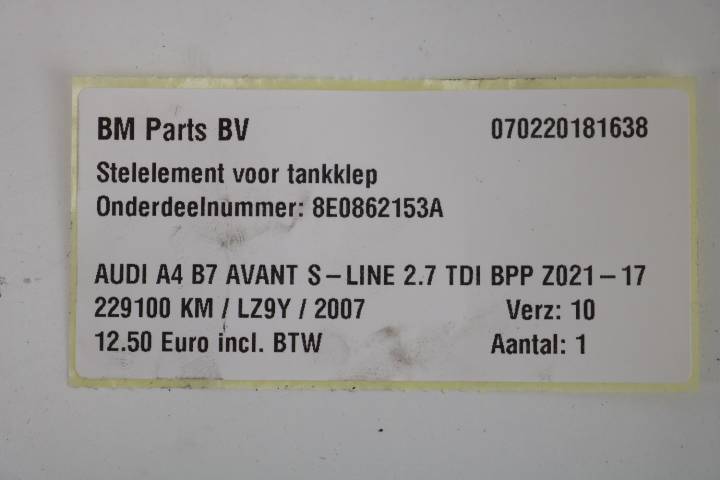 BM Parts BV 070220181638
Stelelement voor tankklep
Onderdeelnummer: 8E0862153A
AUDI A4 B7 AVANT S-LINE 2.7 TDI BPP Z021-17
229100 KM / LZ9Y / 2007 Verz: 10
12.50 Euro incl. BTW Aantal: 1